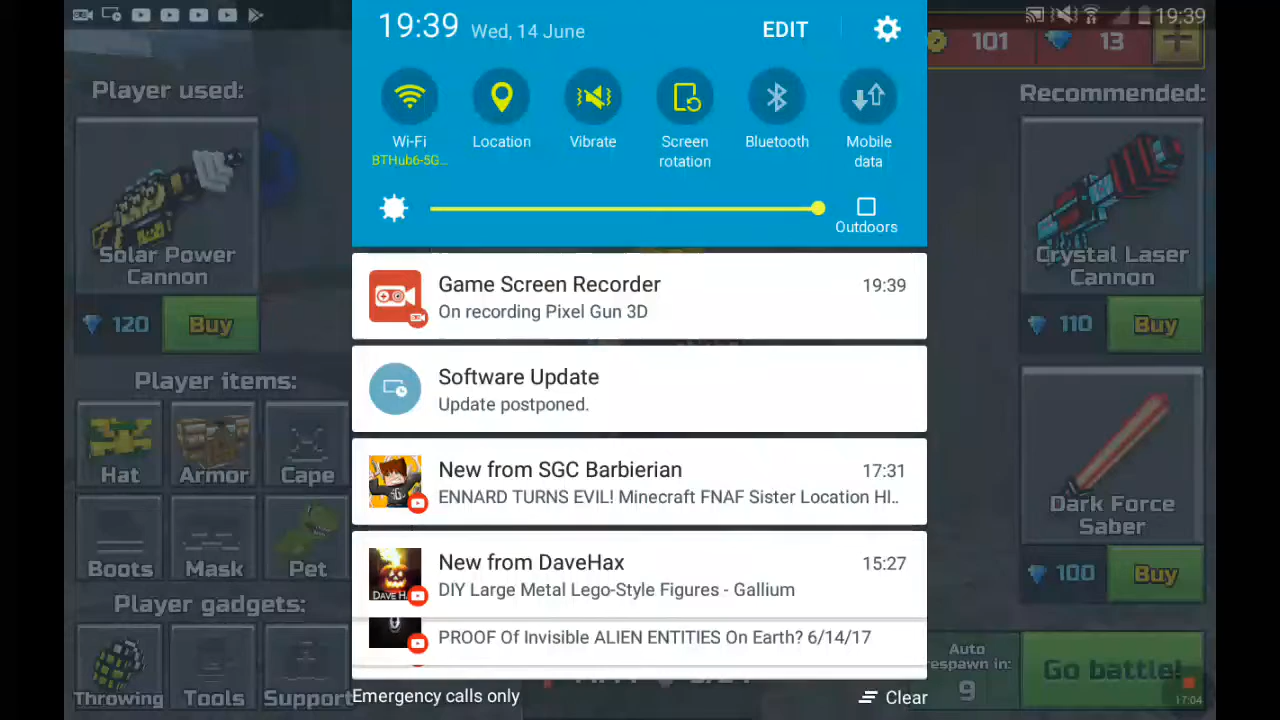 19:39
19:39 Wed, 14 June EDIT
101 13
Wi-Fi
BTHub6-5G...
Location
Vibrate
Screen
rotation
Bluetooth
Mobile
data
Outdoors
Game Screen Recorder 19:39
On recording Pixel Gun 3D
Software Update
Update postponed.
New from SGC Barbierian 17:31
ENNARD TURNS EVIL! Minecraft FNAF Sister Location HI..
New from DaveHax 15:27
DIY Large Metal Lego-Style Figures - Gallium
PROOF Of Invisible ALIEN ENTITIES On Earth? 6/14/17
Emergency calls only
Clear
Player used:
Solar Power
Cannon
120 Buy
Player items:
Hat Armor Cape
Boots Mask Pet
Player gadgets:
Throwing Tools Support
Recommended:
Crystal Laser
Cannon
110 Buy
Dark Force
Saber
100 Buy
Auto
respawn in:
9
Go battle!
17:04